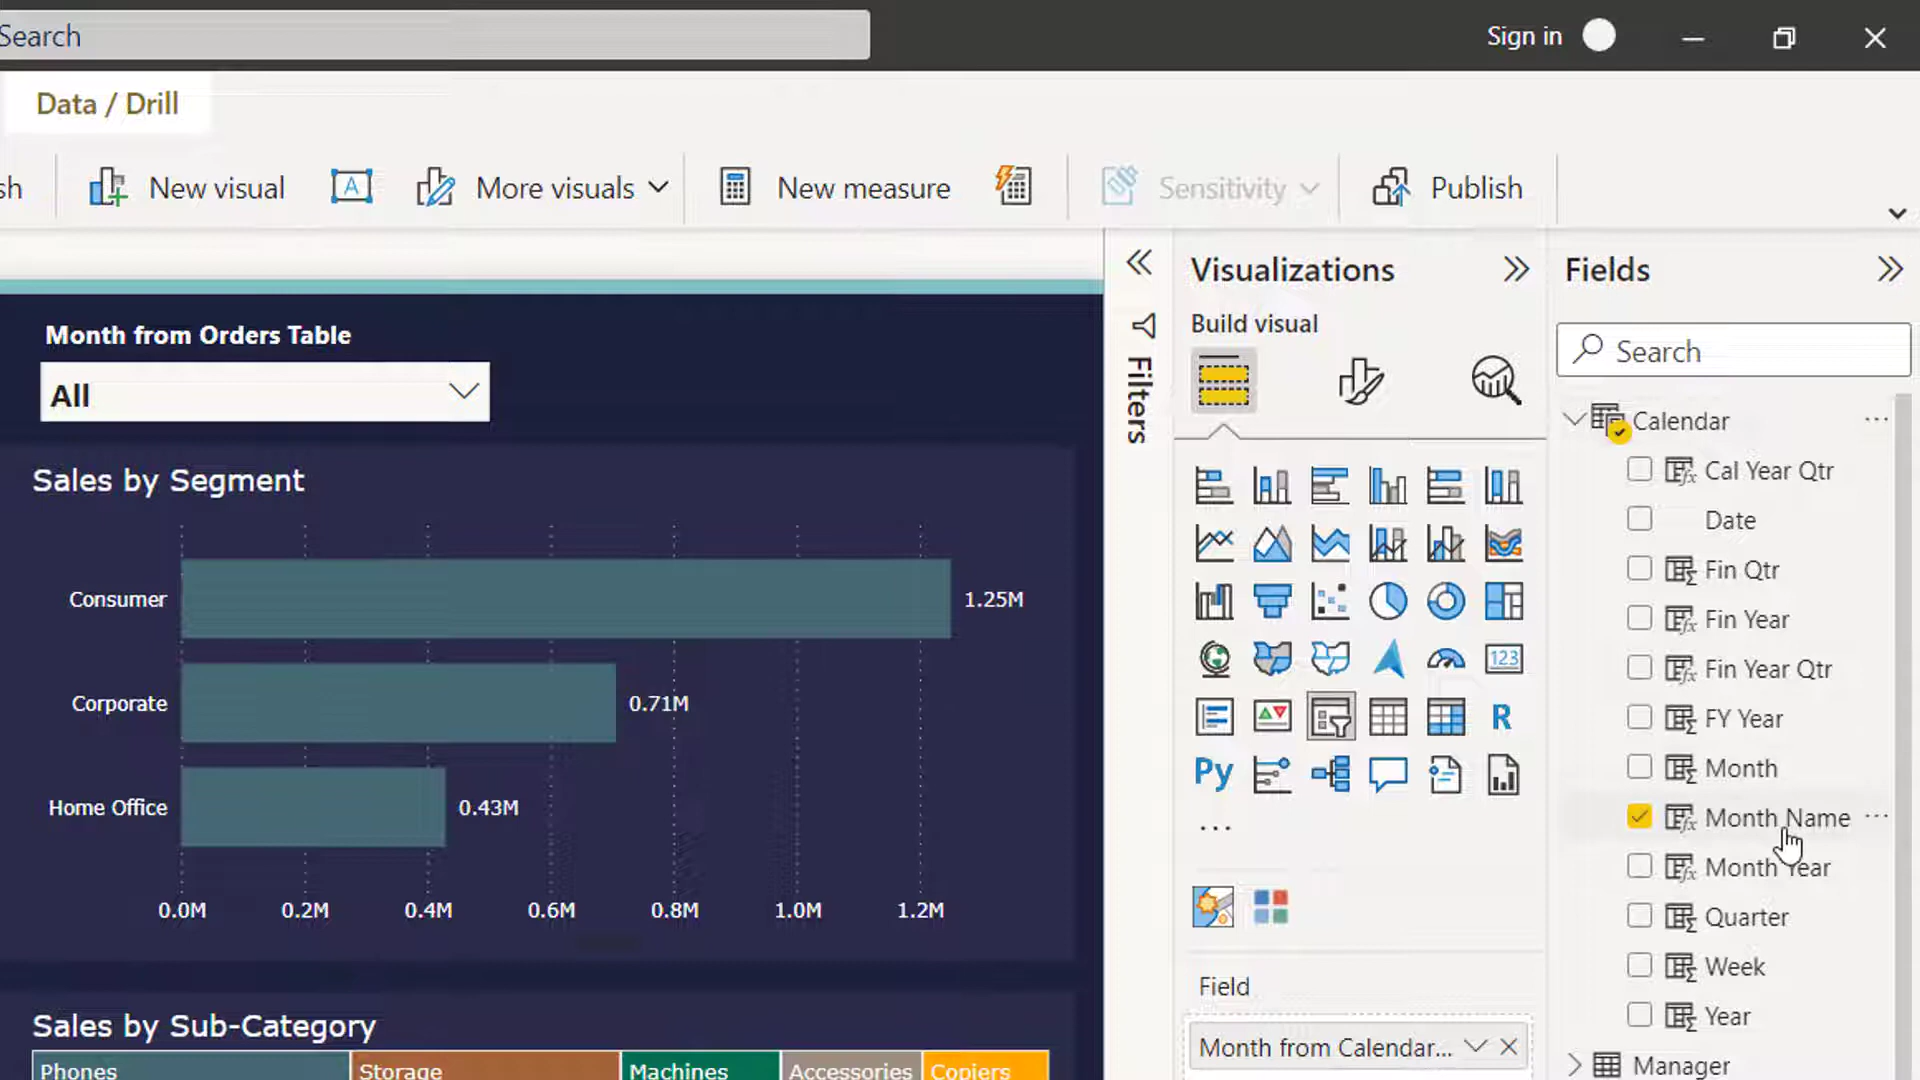 Search
Sign in
Data / Drill
sh
New visual
More visuals
New measure
Sensitivity
Publish
Month from Orders Table
All
Sales by Segment
Consumer
1.25M
Corporate
0.71M
Home Office
0.43M
0.0M
0.2M
0.4M
0.6M
0.8M
1.0M
1.2M
Sales by Sub-Category
Phones
Storage
Machines
Accessories
Copiers
Filters
Visualizations
Build visual
123
R
Py
...
Field
Month from Calendar...
Fields
Search
Calendar
Cal Year Qtr
Date
Fin Qtr
Fin Year
Fin Year Qtr
FY Year
Month
Month Name
Month Year
Quarter
Week
Year
Manager